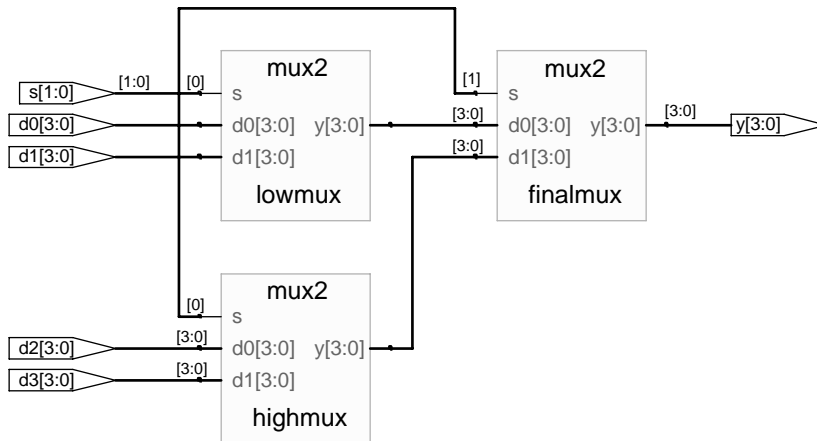 mux2
mux2
s[1:0]
[1:0]
[0]
s
[1]
s
d0[3:0]
d0[3:0]
y[3:0]
[3:0]
d0[3:0]
y[3:0]
[3:0]
y[3:0]
d1[3:0]
d1[3:0]
[3:0]
d1[3:0]
lowmux
finalmux
mux2
[0]
s
d2[3:0]
[3:0]
d0[3:0]
y[3:0]
d3[3:0]
[3:0]
d1[3:0]
highmux